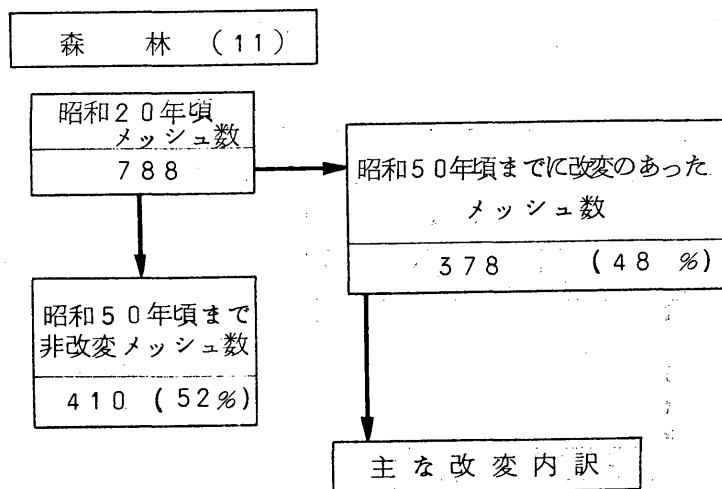 森林（11）
昭和20年頃
メッシュ数
788
昭和50年頃までに改変のあった
メッシュ数
378 （48 %）
昭和50年頃まで
非改変メッシュ数
410 （52%）
主な改変内訳